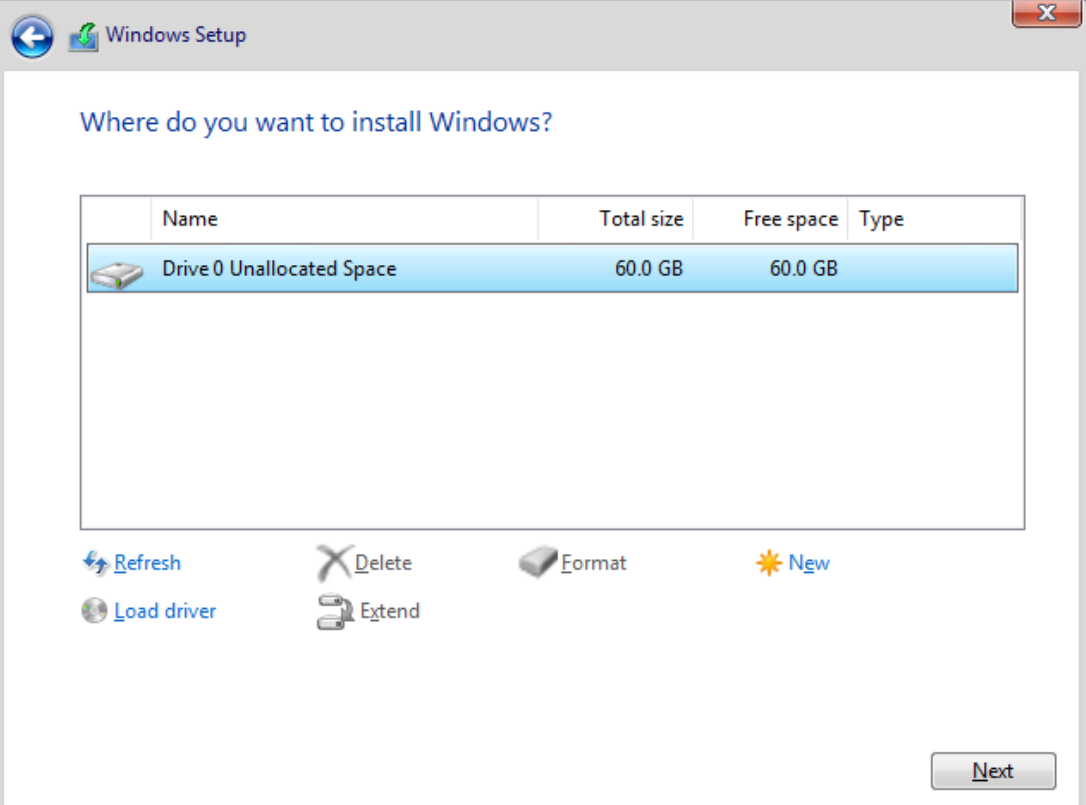 Windows Setup
Where do you want to install Windows?
Name Total size Free space Type
Drive 0 Unallocated Space 60.0 GB 60.0 GB
Refresh Delete Format New
Load driver Extend
Next